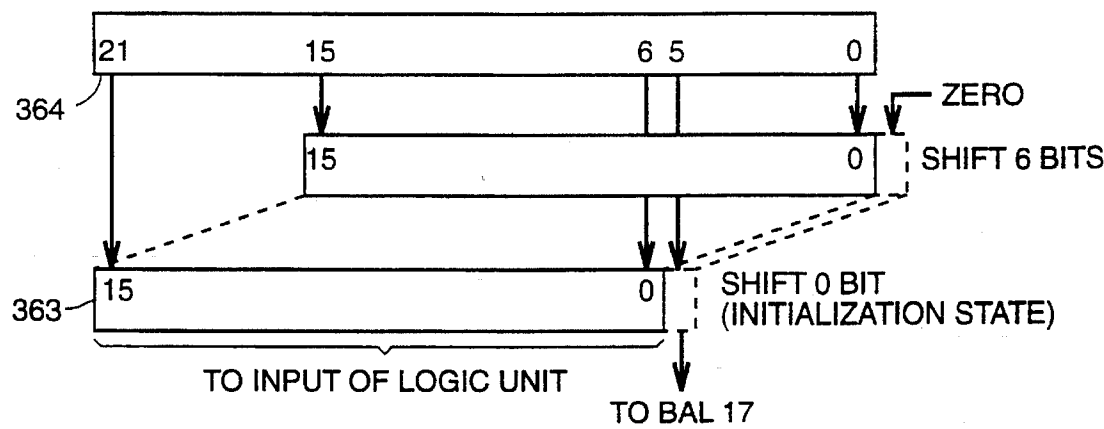 21 15 6 5 0
364
ZERO
15 0
SHIFT 6 BITS
363
15 0
SHIFT 0 BIT
(INITIALIZATION STATE)
TO INPUT OF LOGIC UNIT
TO BAL 17